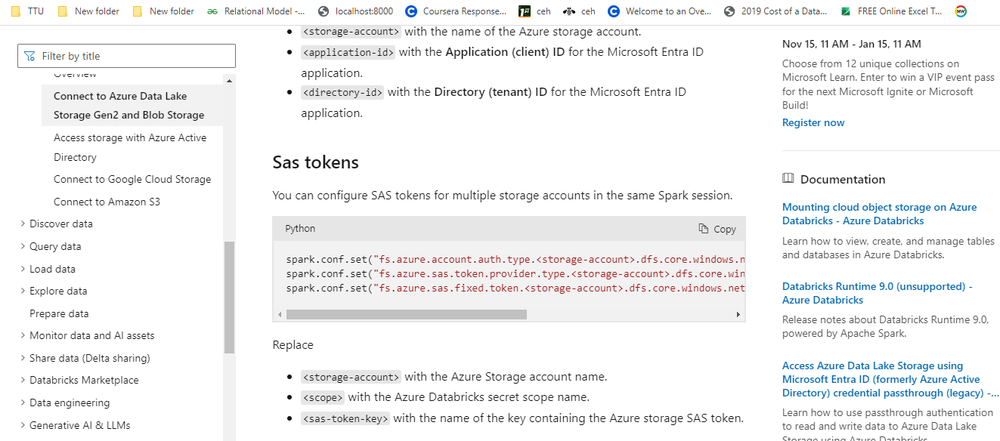 TTU New folder New folder Relational Model -... localhost:8000 Coursera Response... ceh ceh Welcome to an Ove... 2019 Cost of a Data... FREE Online Excel T... MW
Filter by title
Overview
Connect to Azure Data Lake
Storage Gen2 and Blob Storage
Access storage with Azure Active
Directory
Connect to Google Cloud Storage
Connect to Amazon S3
Discover data
Query data
Load data
Explore data
Prepare data
Monitor data and AI assets
Share data (Delta sharing)
Databricks Marketplace
Data engineering
Generative AI & LLMs
<storage-account> with the name of the Azure storage account.
<application-id> with the Application (client) ID for the Microsoft Entra ID
application.
<directory-id> with the Directory (tenant) ID for the Microsoft Entra ID
application.
Sas tokens
You can configure SAS tokens for multiple storage accounts in the same Spark session.
Python Copy
spark.conf.set("fs.azure.account.auth.type.<storage-account>.dfs.core.windows.n
spark.conf.set("fs.azure.sas.token.provider.type.<storage-account>.dfs.core.win
spark.conf.set("fs.azure.sas.fixed.token.<storage-account>.dfs.core.windows.net
Replace
<storage-account> with the Azure Storage account name.
<scope> with the Azure Databricks secret scope name.
<sas-token-key> with the name of the key containing the Azure storage SAS token.
Nov 15, 11 AM - Jan 15, 11 AM
Choose from 12 unique collections on
Microsoft Learn. Enter to win a VIP event pass
for the next Microsoft Ignite or Microsoft
Build!
Register now
Documentation
Mounting cloud object storage on Azure
Databricks - Azure Databricks
Learn how to view, create, and manage tables
and databases in Azure Databricks.
Databricks Runtime 9.0 (unsupported) -
Azure Databricks
Release notes about Databricks Runtime 9.0,
powered by Apache Spark.
Access Azure Data Lake Storage using
Microsoft Entra ID (formerly Azure Active
Directory) credential passthrough (legacy) -...
Learn how to use passthrough authentication
to read and write data to Azure Data Lake
Storage using Azure Databricks.